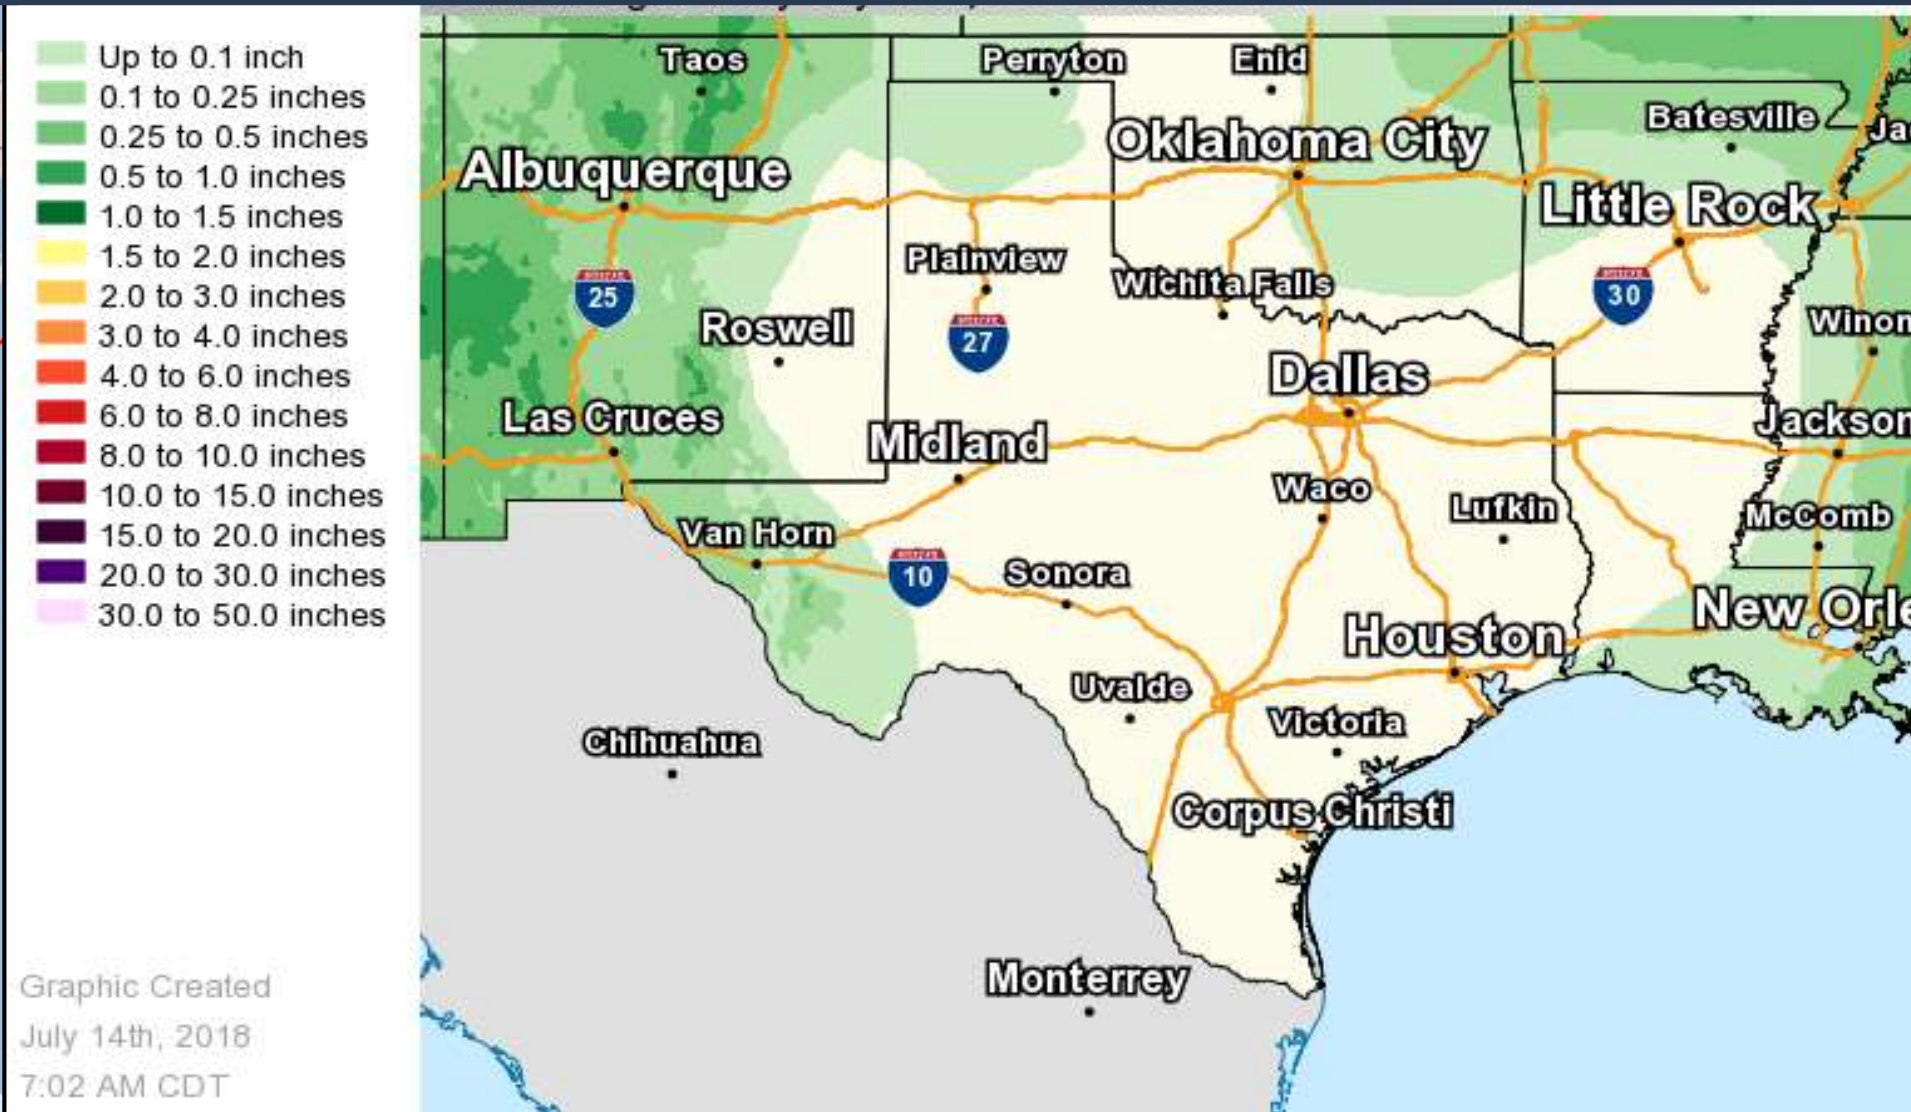 Up to 0.1 inch
0.1 to 0.25 inches
0.25 to 0.5 inches
0.5 to 1.0 inches
1.0 to 1.5 inches
1.5 to 2.0 inches
2.0 to 3.0 inches
3.0 to 4.0 inches
4.0 to 6.0 inches
6.0 to 8.0 inches
8.0 to 10.0 inches
10.0 to 15.0 inches
15.0 to 20.0 inches
20.0 to 30.0 inches
30.0 to 50.0 inches
Graphic Created
July 14th, 2018
7:02 AM CDT
Taos
Perryton
Enid
Batesville
Oklahoma City
Ja
Albuquerque
Little Rock
Plainview
Wichita Falls
25
30
Roswell
27
Winon
Dallas
Las Cruces
Midland
Jackson
Waco
Lufkin
McComb
Van Horn
10
Sonora
New Orle
Houston
Uvalde
Victoria
Chihuahua
Corpus Christi
Monterrey